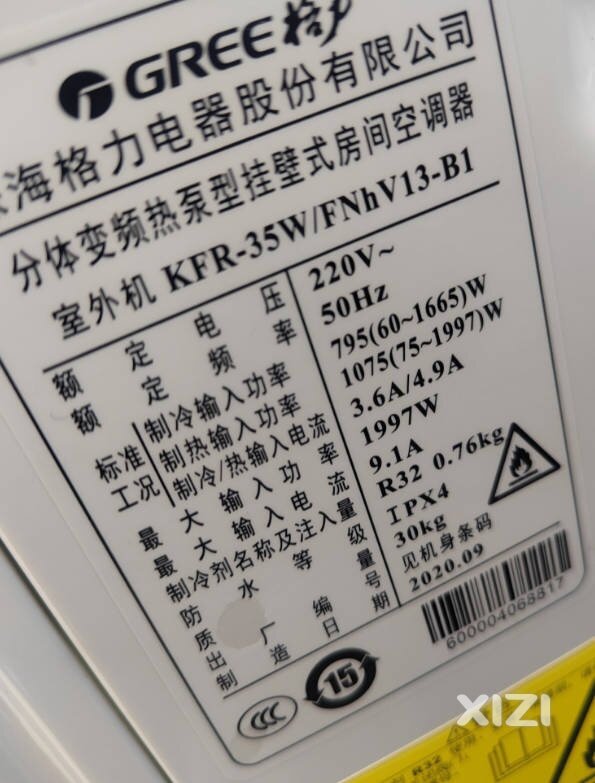 GREE 格力
海格力电器股份有限公司
分体变频热泵型挂壁式房间空调器
室外机 KFR-35W/FNhV13-B1
额定电压 220V~
额定频率 50Hz
标准工况 制冷输入功率 795(60~1665)W
制热输入功率 1075(75~1997)W
制冷/热输入电流 3.6A/4.9A
最大输入功率 1997W
最大输入电流 9.1A
制冷剂名称及注入量 R32 0.76kg
防水等级 IPX4
质量 30kg
出厂编号 见机身条码
制造日期 2020.09
600004068817
CCC
15
R32
XIZI